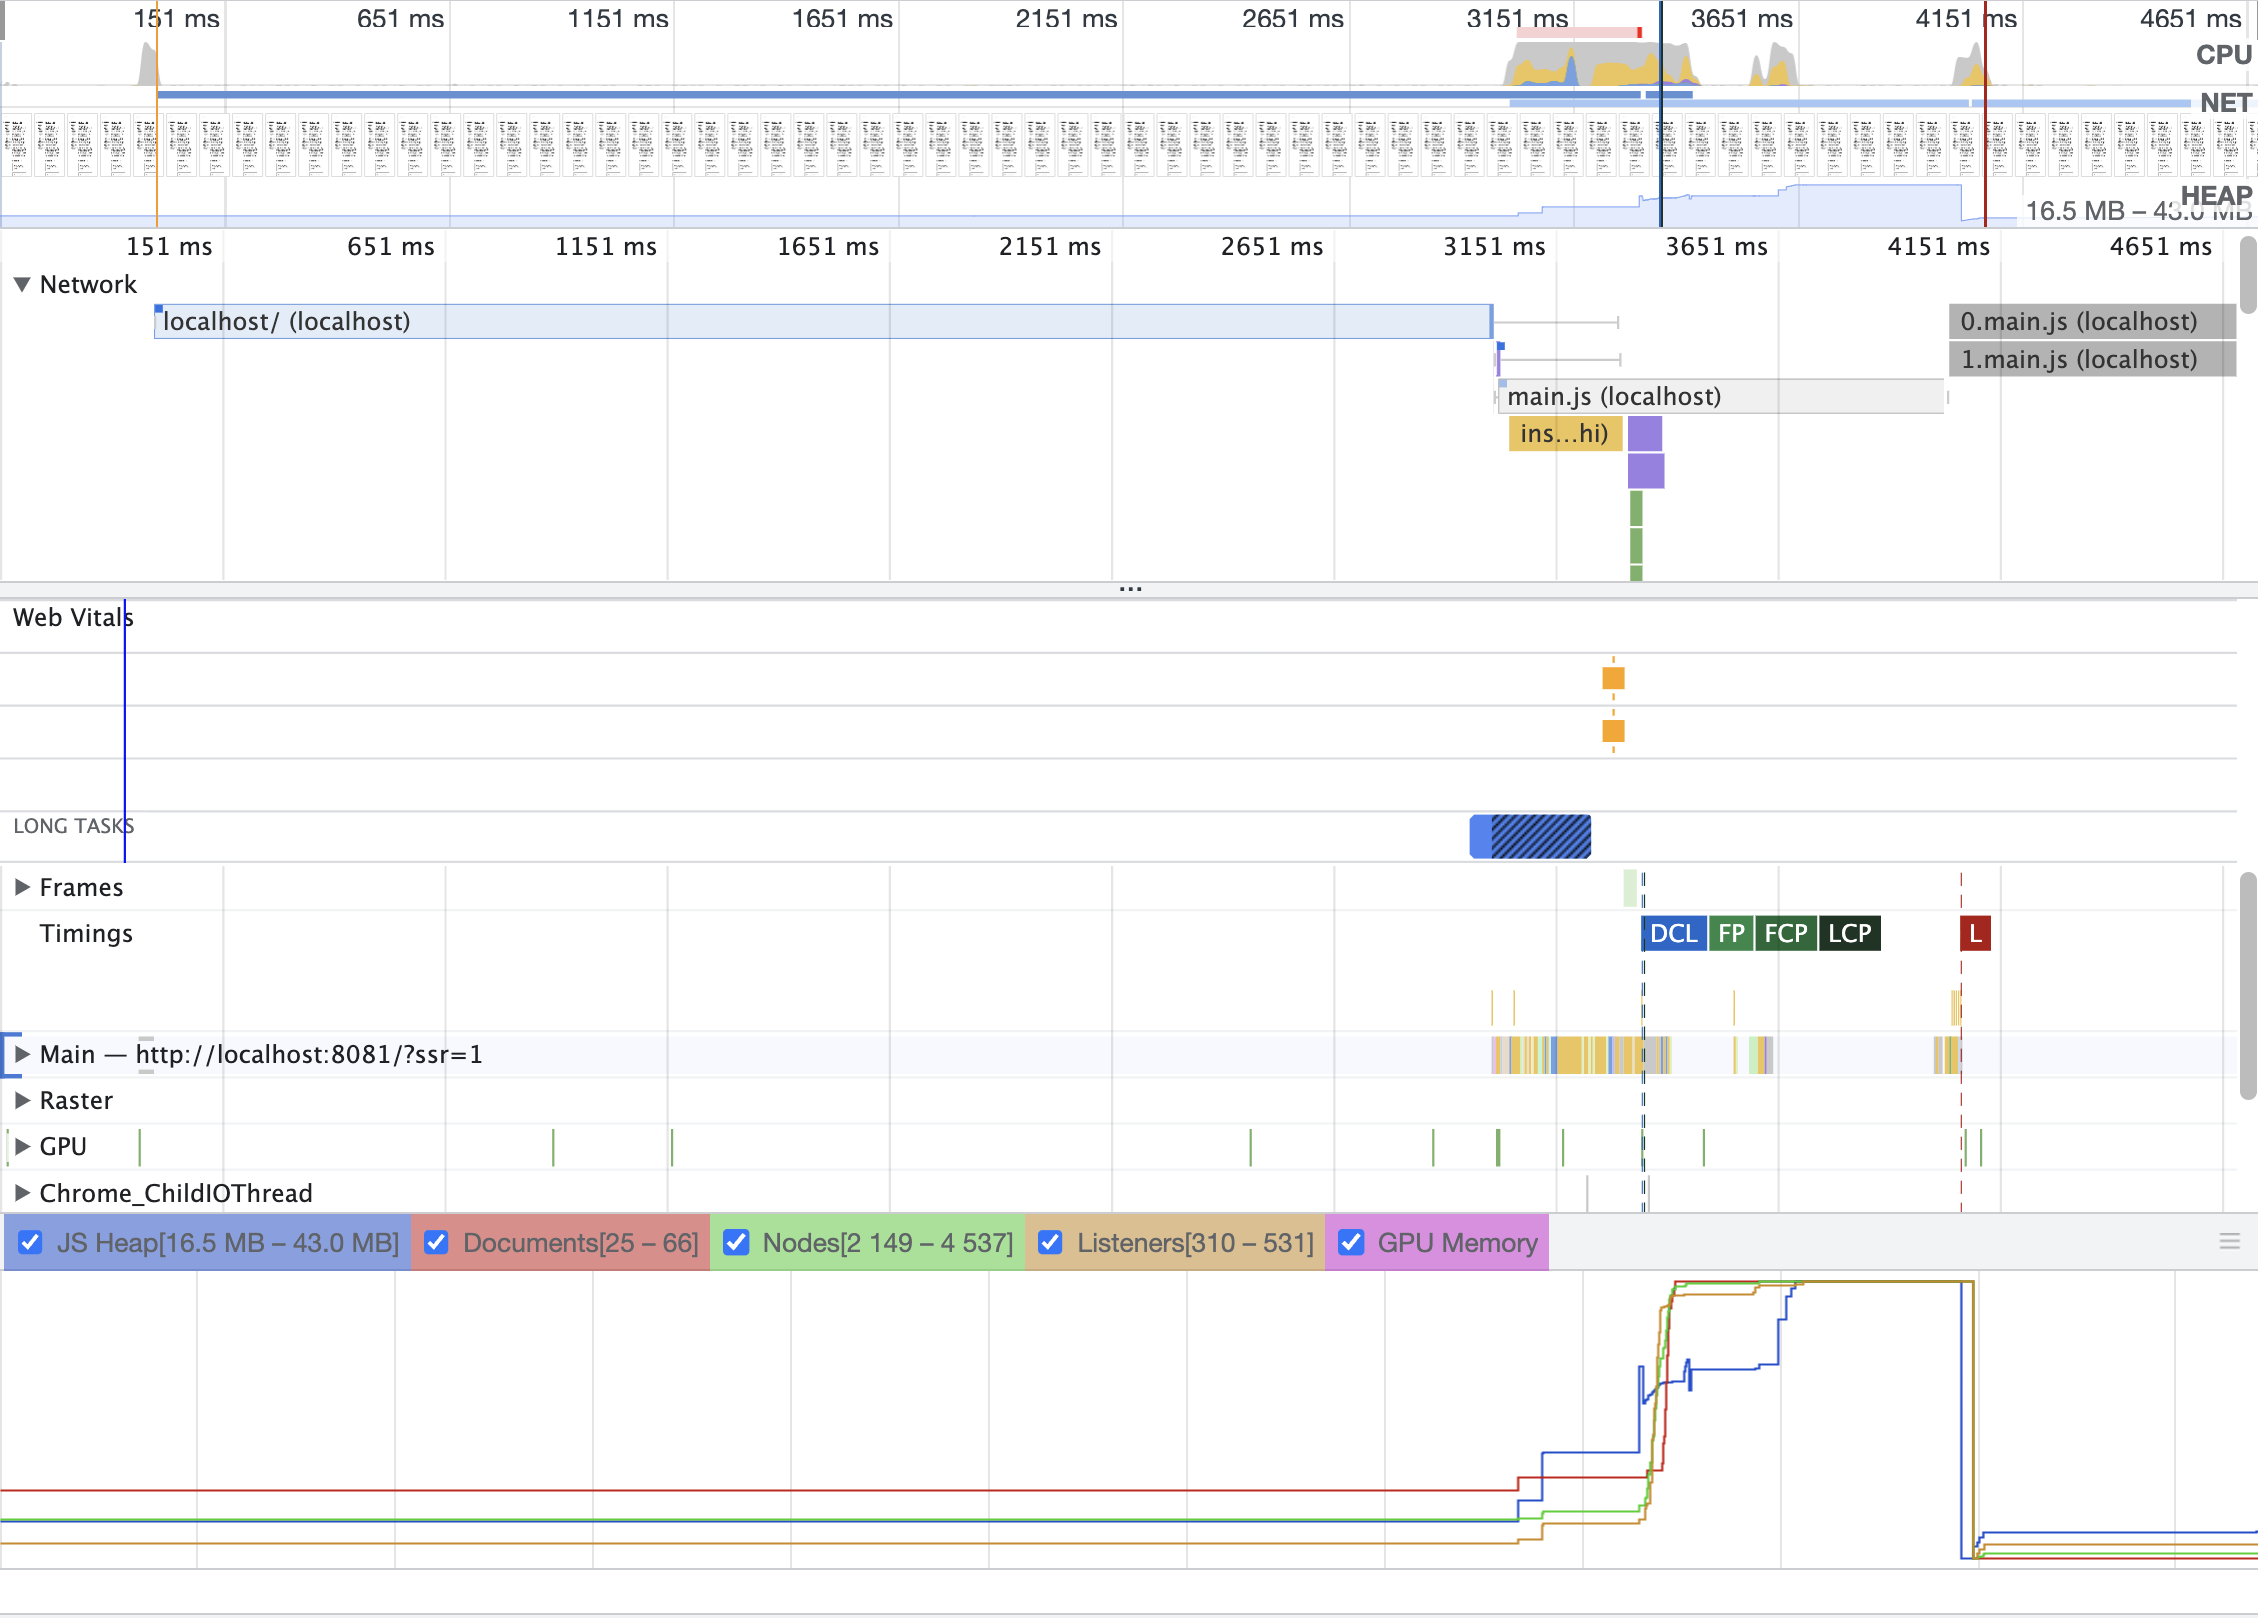 151 ms 651 ms 1151 ms 1651 ms 2151 ms 2651 ms 3151 ms 3651 ms 4151 ms 4651 ms
CPU
NET
HEAP
16.5 MB – 43.0 MB
151 ms 651 ms 1151 ms 1651 ms 2151 ms 2651 ms 3151 ms 3651 ms 4151 ms 4651 ms
Network
localhost/ (localhost) 0.main.js (localhost)
1.main.js (localhost)
main.js (localhost)
ins…hi)
...
Web Vitals
LONG TASKS
Frames
Timings DCL FP FCP LCP L
Main — http://localhost:8081/?ssr=1
Raster
GPU
Chrome_ChildIOThread
JS Heap[16.5 MB – 43.0 MB] Documents[25 – 66] Nodes[2 149 – 4 537] Listeners[310 – 531] GPU Memory